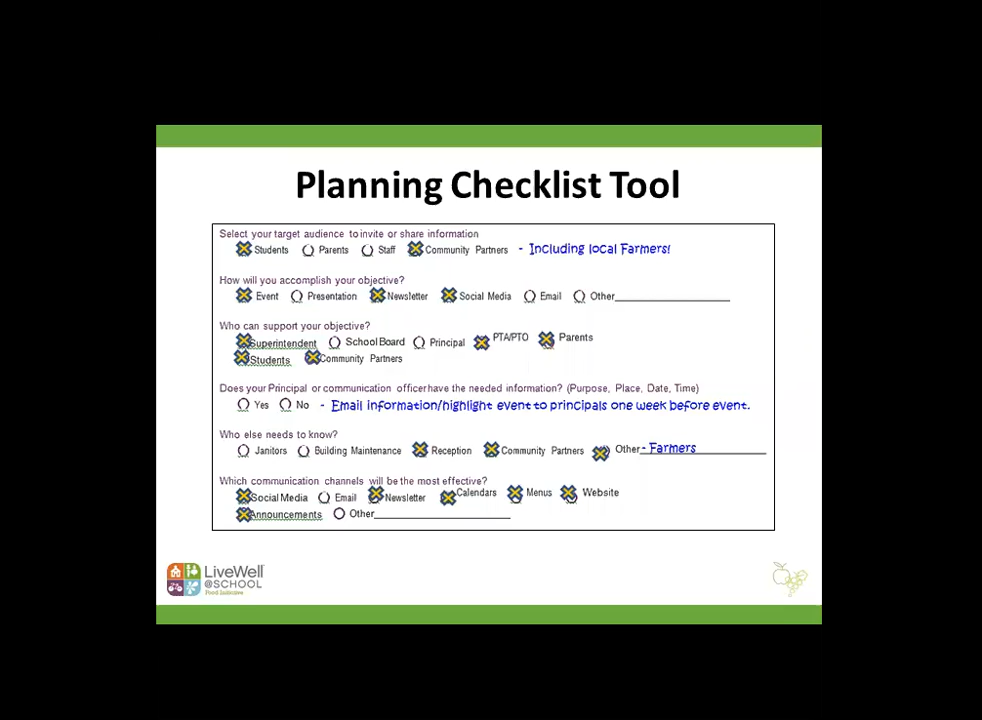 Planning Checklist Tool
Select your target audience to invite or share information
Students Parents Staff Community Partners - Including local Farmers!
How will you accomplish your objective?
Event Presentation Newsletter Social Media Email Other
Who can support your objective?
Superintendent School Board Principal PTA/PTO Parents
Students Community Partners
Does your Principal or communication officer have the needed information? (Purpose, Place, Date, Time)
Yes No - Email information/highlight event to principals one week before event.
Who else needs to know?
Janitors Building Maintenance Reception Community Partners Other - Farmers
Which communication channels will be the most effective?
Social Media Email Newsletter Calendars Menus Website
Announcements Other
LiveWell
@SCHOOL
Food Initiative